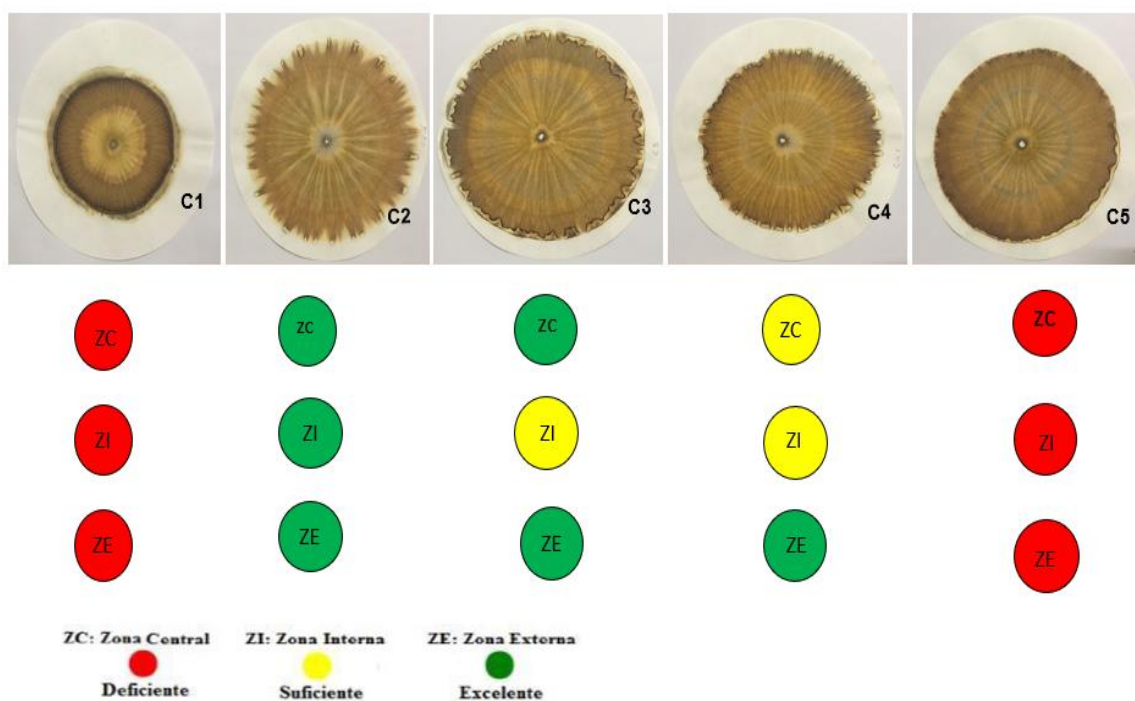 C1 C2 C3 C4 C5
ZC ZC ZC ZC ZC
ZI ZI ZI ZI ZI
ZE ZE ZE ZE ZE
ZC: Zona Central ZI: Zona Interna ZE: Zona Externa
Deficiente Suficiente Excelente